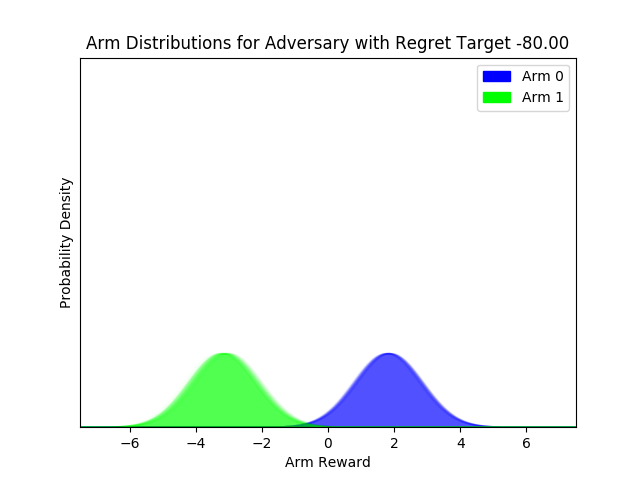 Arm Distributions for Adversary with Regret Target -80.00
Arm 0
Arm 1
Probability Density
−6 −4 −2 0 2 4 6
Arm Reward